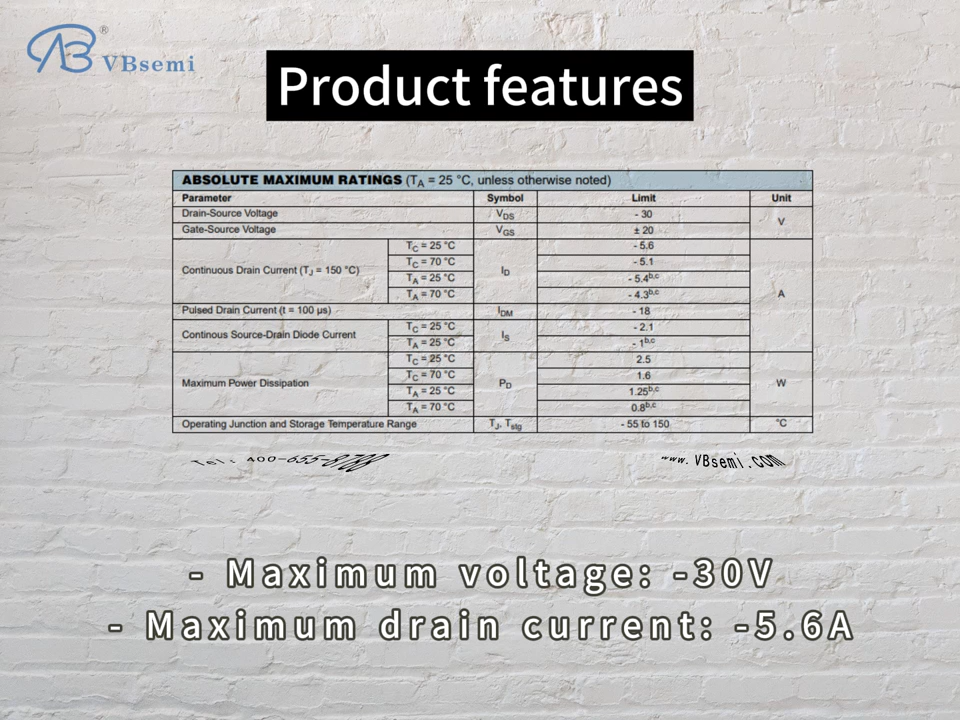 VBsemi®
Product features
ABSOLUTE MAXIMUM RATINGS (TA = 25 °C, unless otherwise noted)
Parameter Symbol Limit Unit
Drain-Source Voltage VDS - 30 V
Gate-Source Voltage VGS ± 20
Continuous Drain Current (TJ = 150 °C) TC = 25 °C ID - 5.6 A
TC = 70 °C - 5.1
TA = 25 °C - 5.4b,c
TA = 70 °C - 4.3b,c
Pulsed Drain Current (t = 100 µs) IDM - 18
Continous Source-Drain Diode Current TC = 25 °C IS - 2.1
TA = 25 °C - 1b,c
Maximum Power Dissipation TC = 25 °C PD 2.5 W
TC = 70 °C 1.6
TA = 25 °C 1.25b,c
TA = 70 °C 0.8b,c
Operating Junction and Storage Temperature Range TJ, Tstg - 55 to 150 °C
Tel: 400-655-8788 www.VBsemi.com
- Maximum voltage: -30V
- Maximum drain current: -5.6A